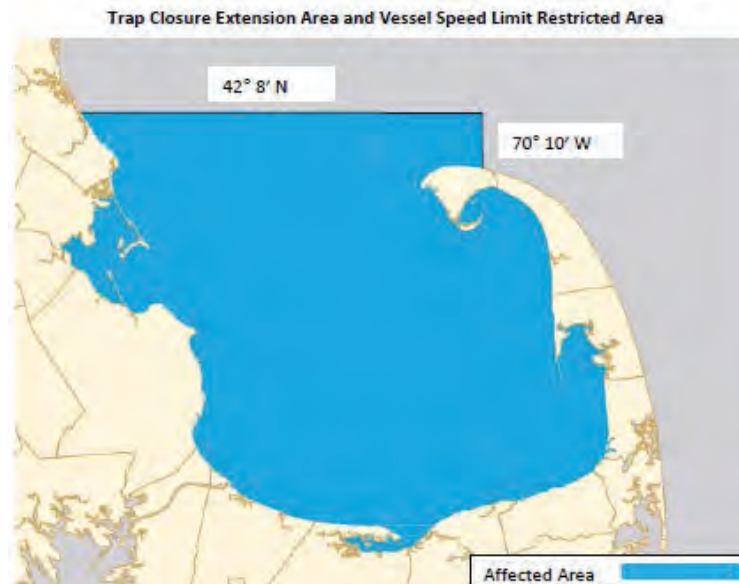 Trap Closure Extension Area and Vessel Speed Limit Restricted Area
42° 8' N
70° 10' W
Affected Area